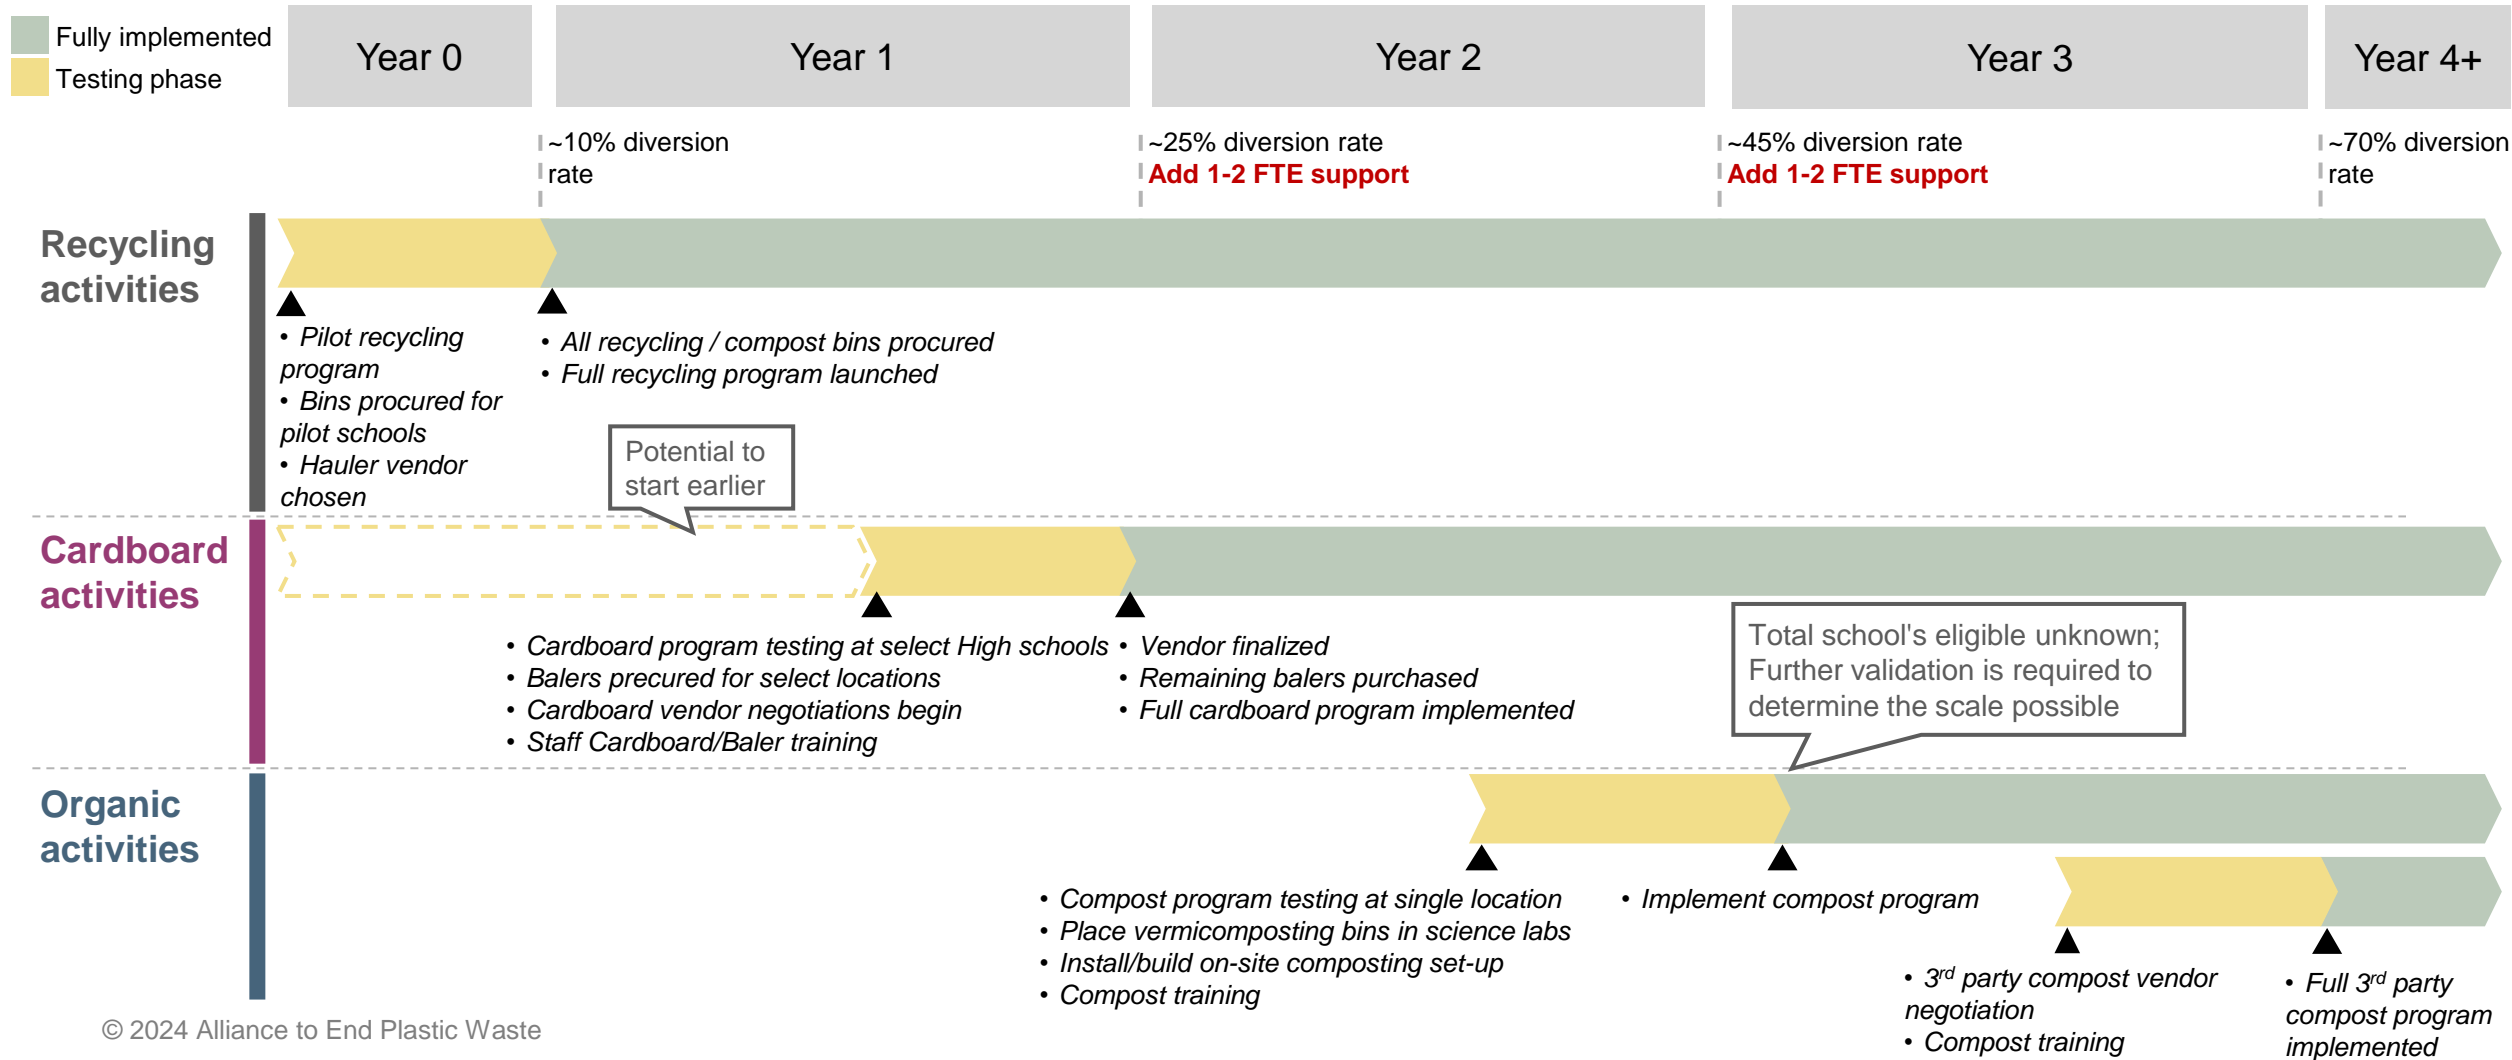 Fully implemented
Testing phase
Year 0
Year 1
Year 2
Year 3
Year 4+
~10% diversion
rate
~25% diversion rate
Add 1-2 FTE support
~45% diversion rate
Add 1-2 FTE support
~70% diversion
rate
Recycling
activities
• Pilot recycling
program
• Bins procured for
pilot schools
• Hauler vendor
chosen
• All recycling / compost bins procured
• Full recycling program launched
Potential to
start earlier
Cardboard
activities
• Cardboard program testing at select High schools
• Balers precured for select locations
• Cardboard vendor negotiations begin
• Staff Cardboard/Baler training
• Vendor finalized
• Remaining balers purchased
• Full cardboard program implemented
Total school's eligible unknown;
Further validation is required to
determine the scale possible
Organic
activities
• Compost program testing at single location
• Place vermicomposting bins in science labs
• Install/build on-site composting set-up
• Compost training
• Implement compost program
• 3rd party compost vendor
negotiation
• Compost training
• Full 3rd party
compost program
implemented
© 2024 Alliance to End Plastic Waste